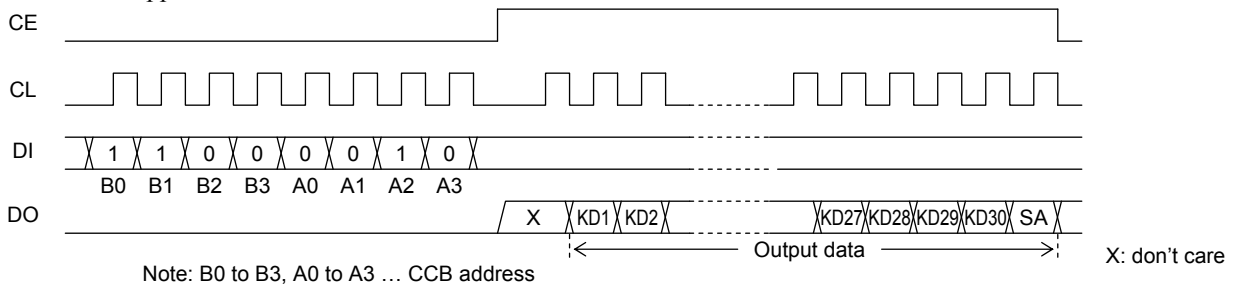 CE
CL
DI 1 1 0 0 0 0 1 0
B0 B1 B2 B3 A0 A1 A2 A3
DO X KD1 KD2 KD27 KD28 KD29 KD30 SA
Output data
X: don't care
Note: B0 to B3, A0 to A3 … CCB address